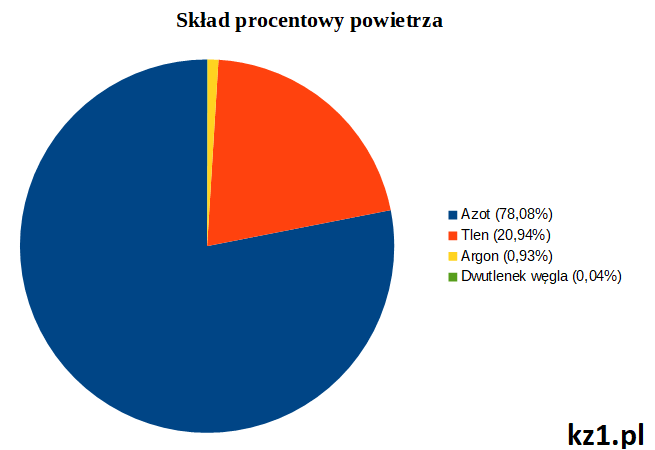 Skład procentowy powietrza
Azot (78,08%)
Tlen (20,94%)
Argon (0,93%)
Dwutlenek węgla (0,04%)
kz1.pl